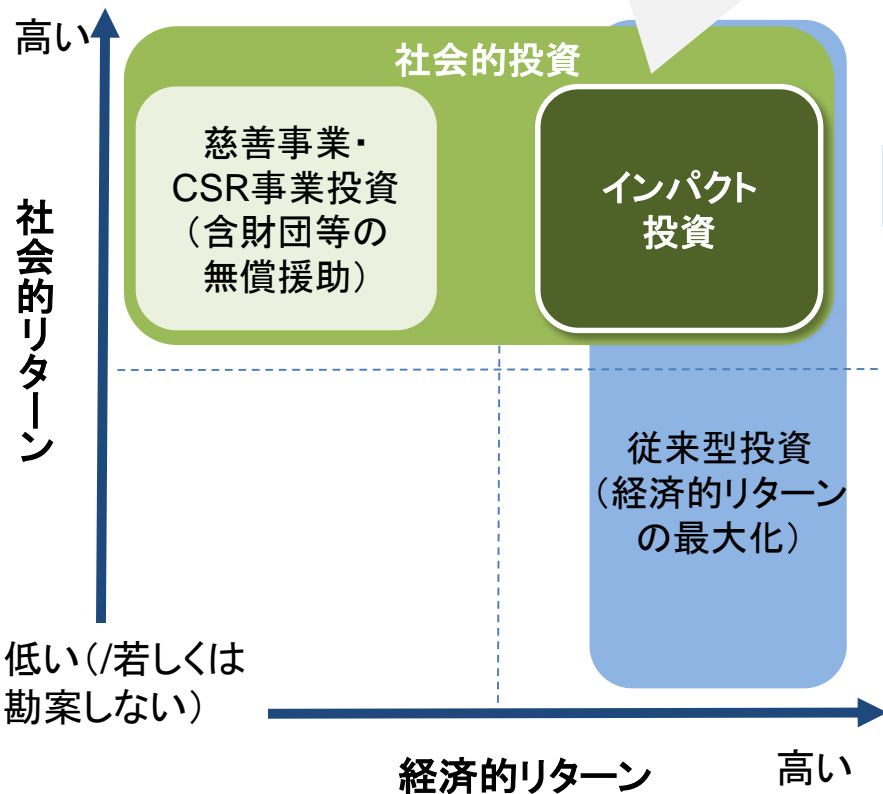 高い
社会的投資
慈善事業・
CSR事業投資
（含財団等の
無償援助）
インパクト
投資
社会的リターン
従来型投資
（経済的リターン
の最大化）
低い（/若しくは
勘案しない）
経済的リターン
高い